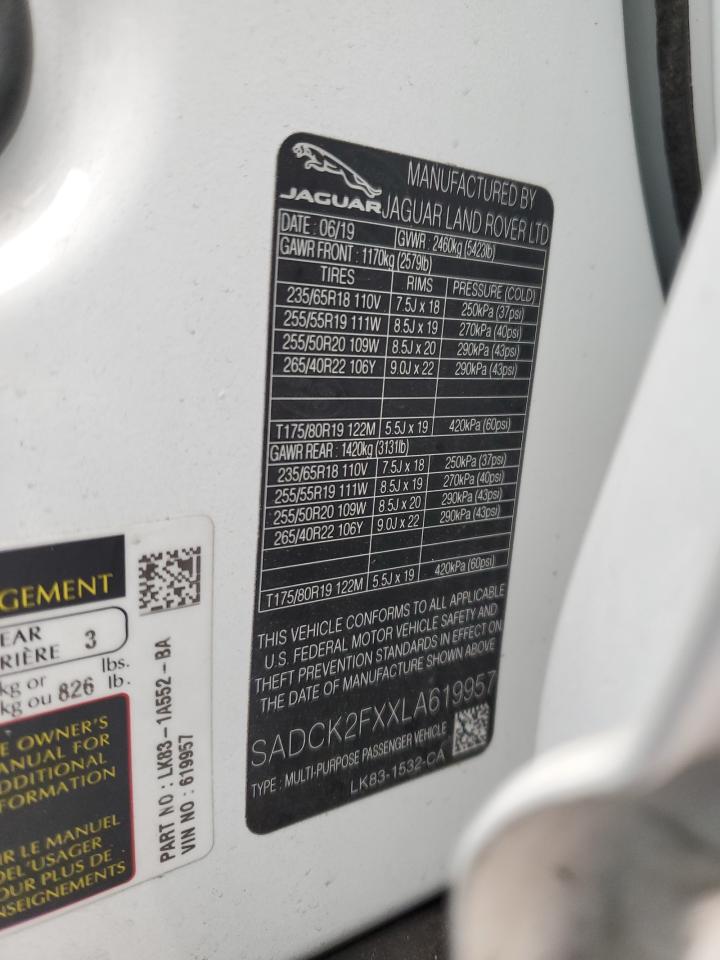 JAGUAR
MANUFACTURED BY
JAGUAR LAND ROVER LTD
DATE : 06/19 GVWR : 2460kg (5423lb)
GAWR FRONT : 1170kg (2579lb)
TIRES RIMS PRESSURE (COLD)
235/65R18 110V 7.5J x 18 250kPa (37psi)
255/55R19 111W 8.5J x 19 270kPa (40psi)
255/50R20 109W 8.5J x 20 290kPa (43psi)
265/40R22 106Y 9.0J x 22 290kPa (43psi)
T175/80R19 122M 5.5J x 19 420kPa (60psi)
GAWR REAR : 1420kg (3131lb)
235/65R18 110V 7.5J x 18 250kPa (37psi)
255/55R19 111W 8.5J x 19 270kPa (40psi)
255/50R20 109W 8.5J x 20 290kPa (43psi)
265/40R22 106Y 9.0J x 22 290kPa (43psi)
T175/80R19 122M 5.5J x 19 420kPa (60psi)
THIS VEHICLE CONFORMS TO ALL APPLICABLE
U.S. FEDERAL MOTOR VEHICLE SAFETY AND
THEFT PREVENTION STANDARDS IN EFFECT ON
THE DATE OF MANUFACTURE SHOWN ABOVE
SADCK2FXXLA619957
TYPE : MULTI-PURPOSE PASSENGER VEHICLE
LK83-1532-CA
GEMENT
EAR 3
RIÈRE
kg or lbs.
kg ou 826 lb.
E OWNER'S
ANUAL FOR
DDITIONAL
FORMATION
IR LE MANUEL
DEL'USAGER
OUR PLUS DE
NSEIGNEMENTS
PART NO : LK83-1A552-BA
VIN NO : 619957